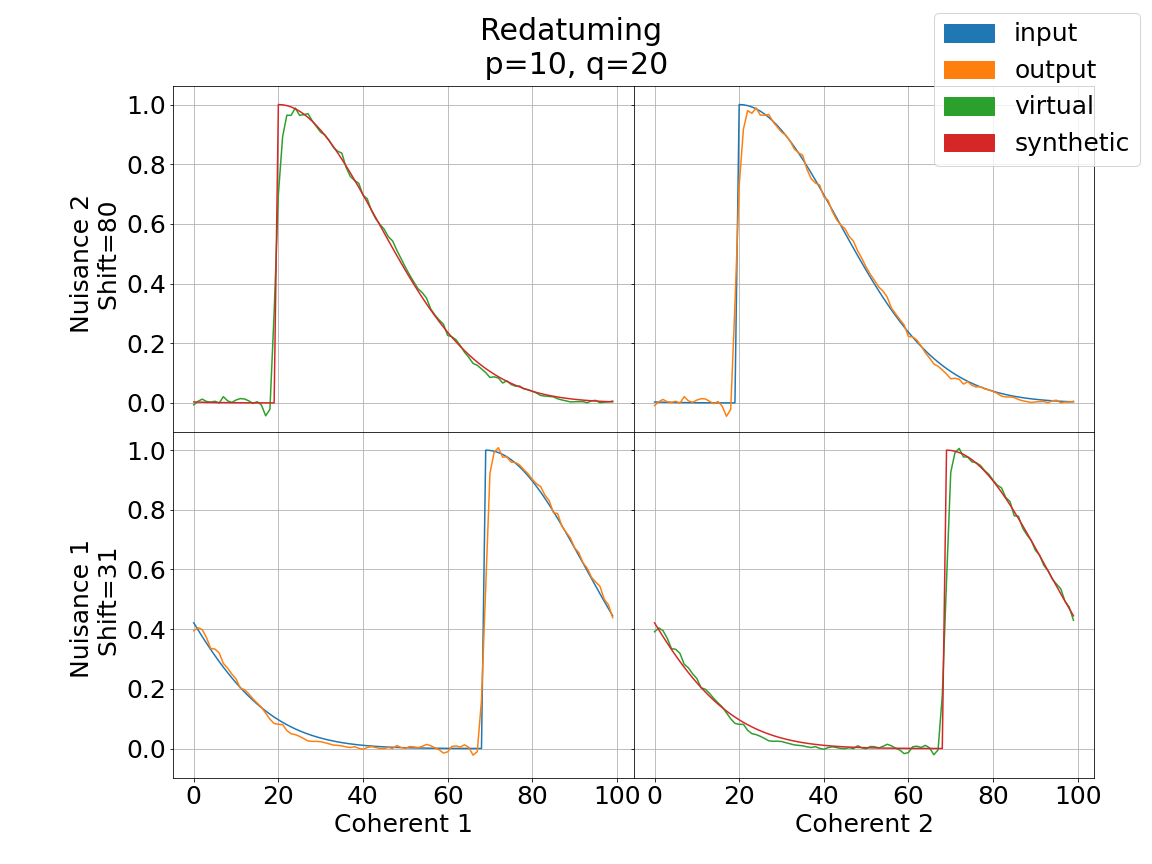 Redatuming
p=10, q=20
input
output
virtual
synthetic
Nuisance 2
Shift=80
1.0
0.8
0.6
0.4
0.2
0.0
Nuisance 1
Shift=31
1.0
0.8
0.6
0.4
0.2
0.0
0 20 40 60 80 100
0 20 40 60 80 100
Coherent 1
Coherent 2